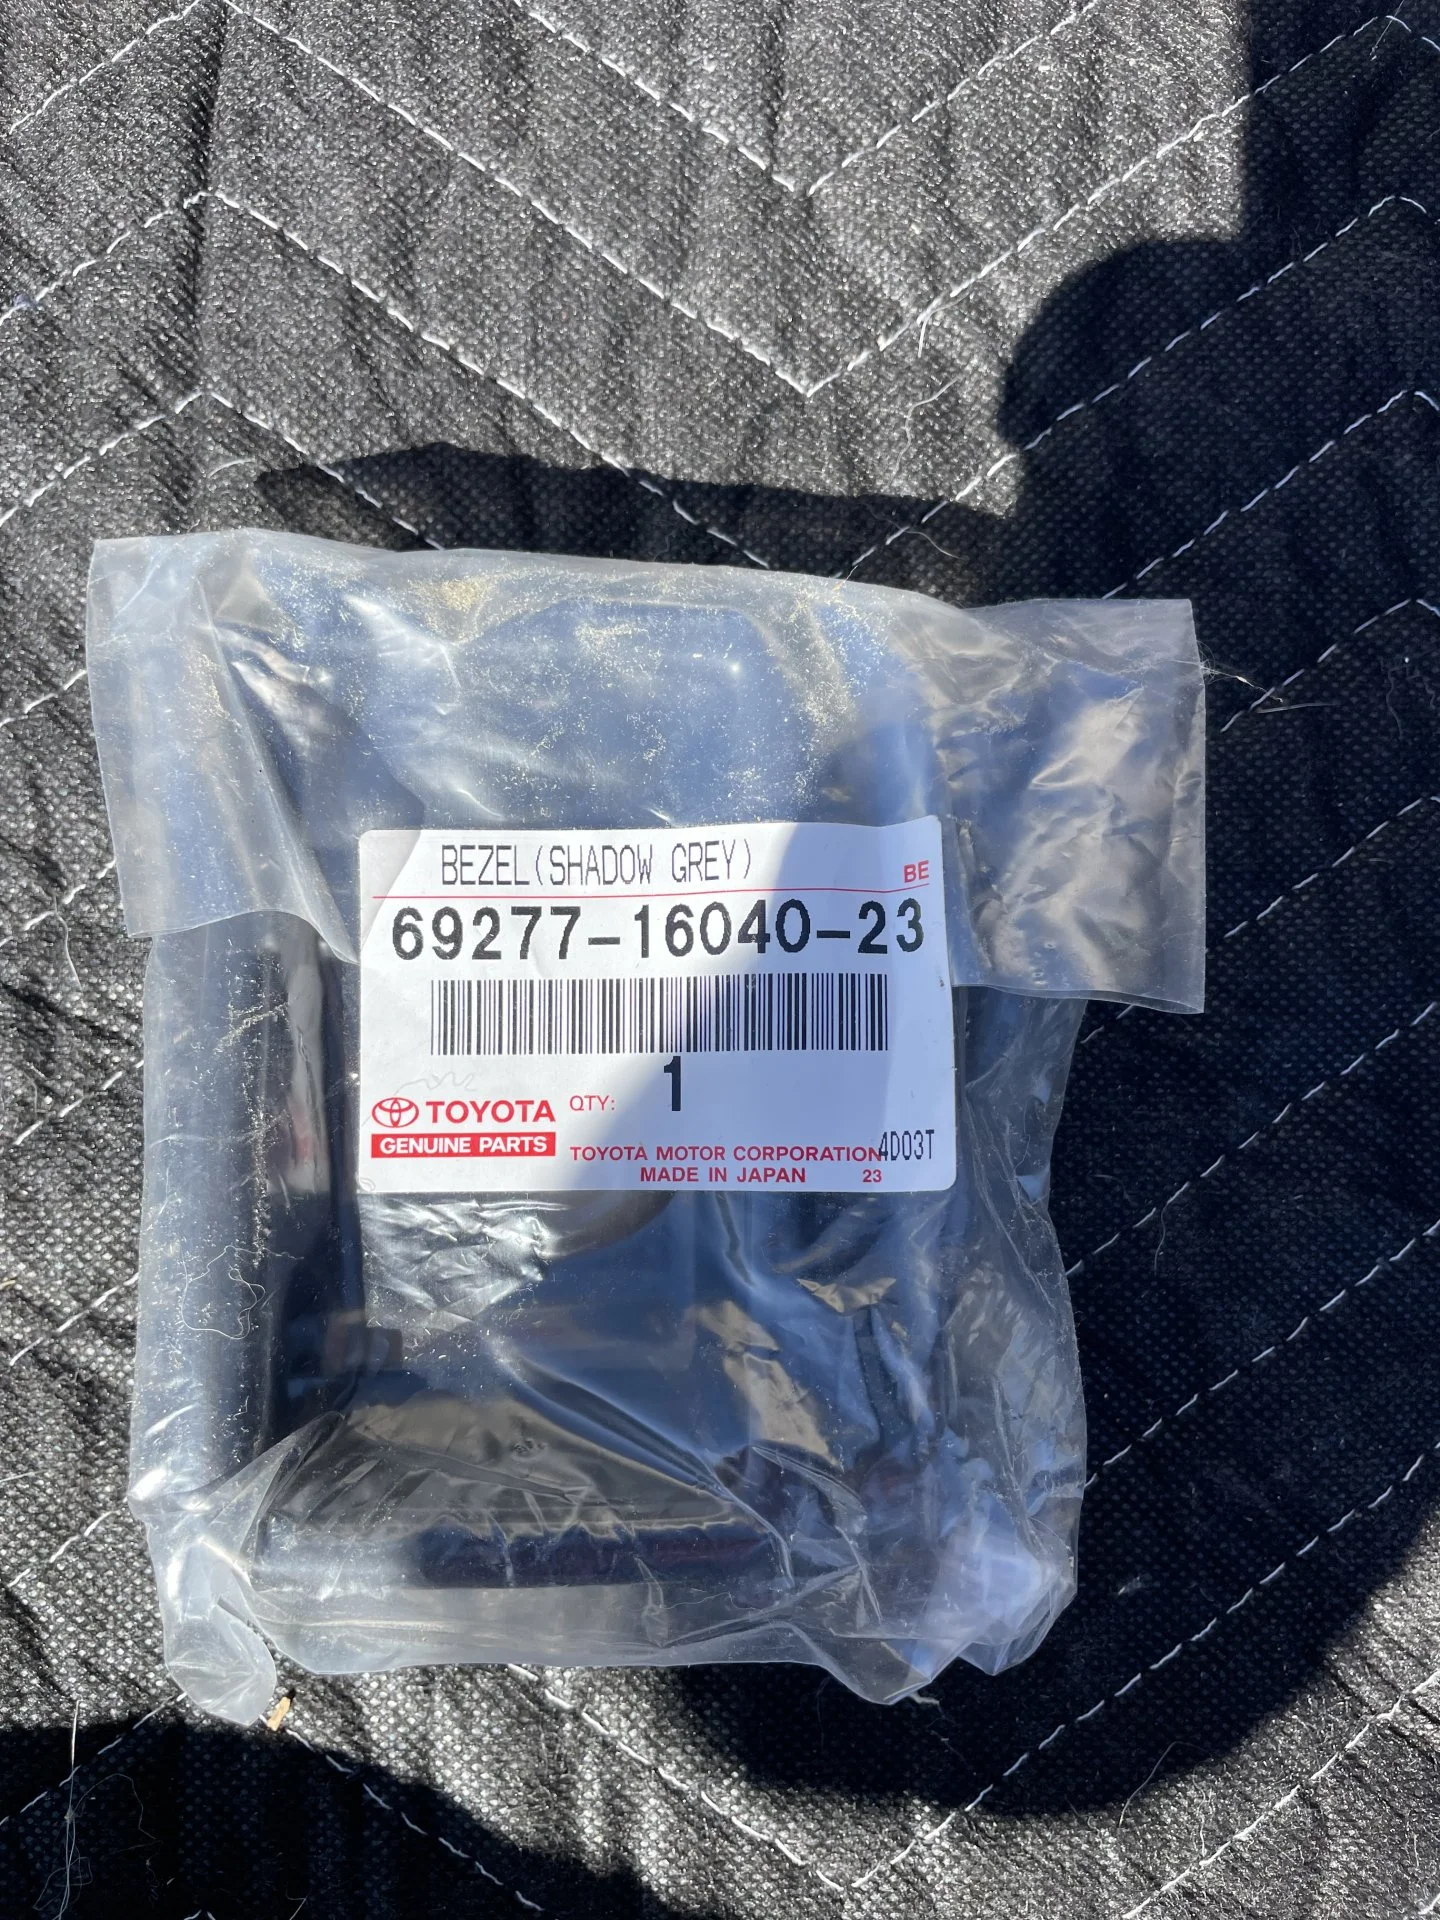 BEZEL(SHADOW GREY)
BE
69277-16040-23
1
TOYOTA
QTY:
GENUINE PARTS
TOYOTA MOTOR CORPORATION 4D03T
MADE IN JAPAN 23